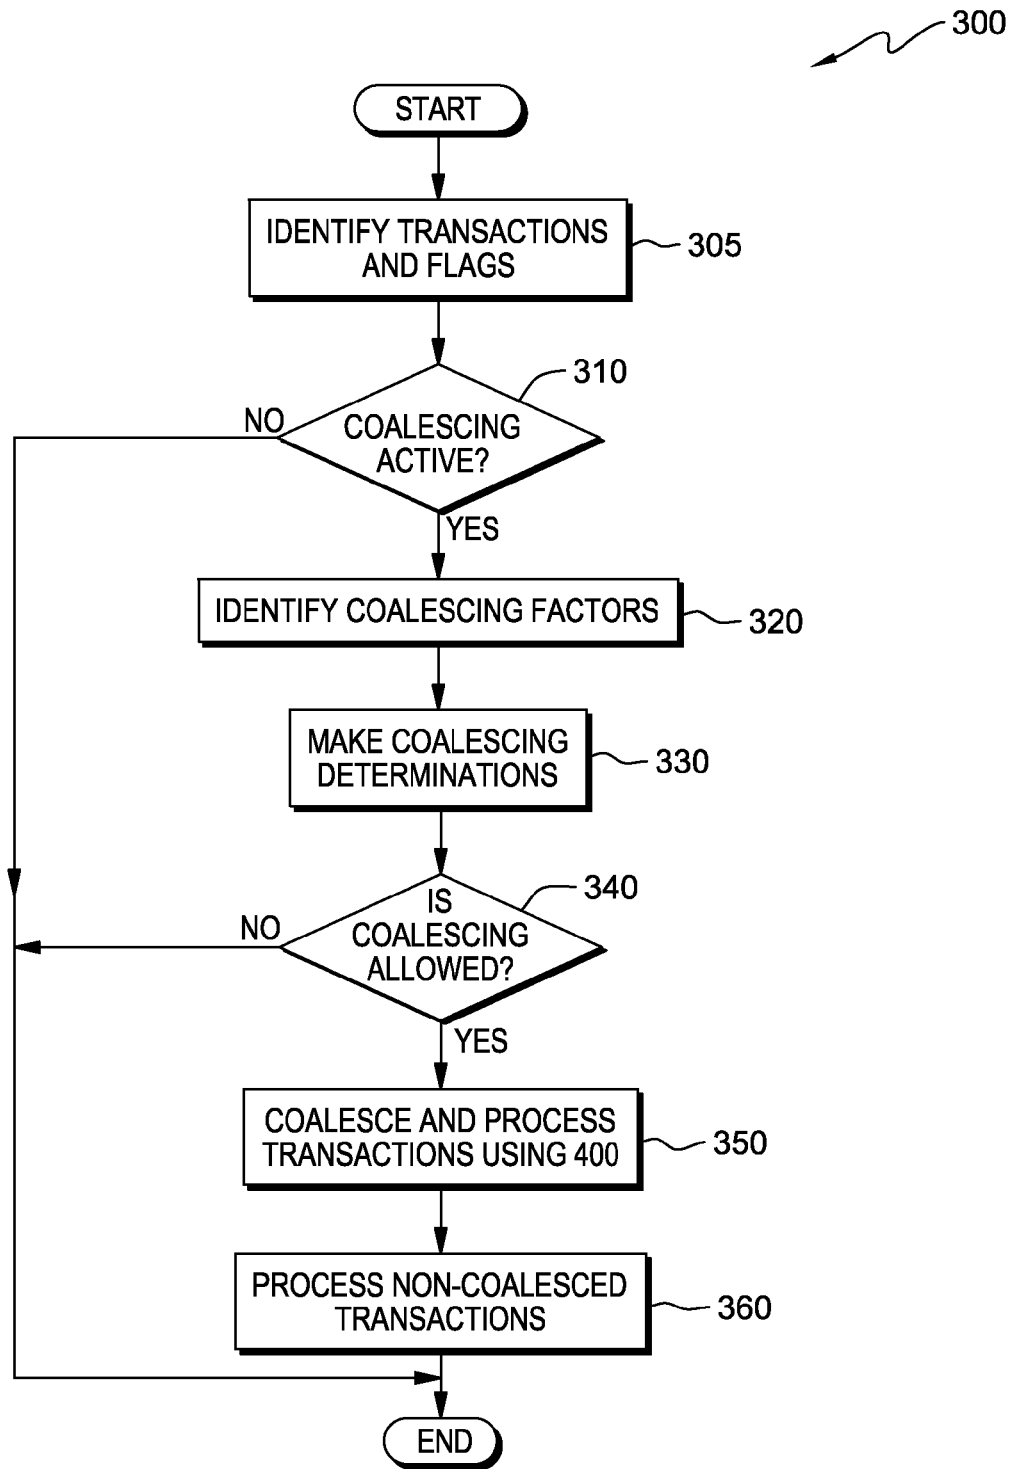 300
START
IDENTIFY TRANSACTIONS
AND FLAGS
305
310
NO
COALESCING
ACTIVE?
YES
IDENTIFY COALESCING FACTORS
320
MAKE COALESCING
DETERMINATIONS
330
340
NO
IS
COALESCING
ALLOWED?
YES
COALESCE AND PROCESS
TRANSACTIONS USING 400
350
PROCESS NON-COALESCED
TRANSACTIONS
360
END